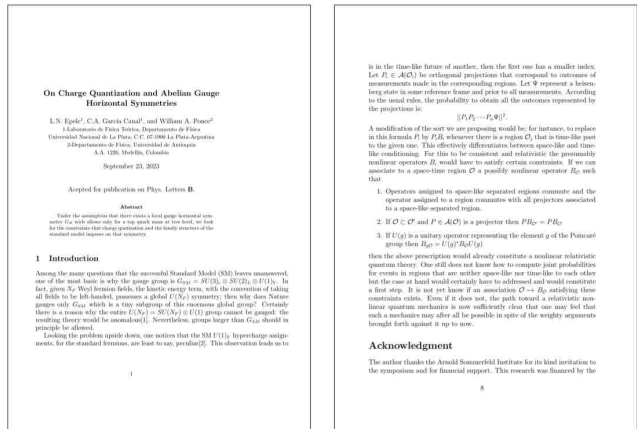 On Charge Quantization and Abelian Gauge
Horizontal Symmetries
L.N. Epele¹, C.A. García Canal¹, and William A. Ponce²
1-Laboratorio de Física Teórica, Departamento de Física
Universidad Nacional de La Plata, C.C. 67-1900 La Plata-Argentina
2-Departamento de Física, Universidad de Antioquia
A.A. 1226, Medellín, Colombia
September 23, 2023
Acepted for publication on Phys. Letters B.
Abstract
Under the assumption that there exists a local gauge horizontal sym-
metry G_H wich allows only for a top quark mass at tree level, we look
for the constraints that charge quantization and the family structure of the
standard model imposes on that symmetry.
1 Introduction
Among the many questions that the successful Standard Model (SM) leaves unanswered,
one of the most basic is why the gauge group is G_SM = SU(3)_c ⊗ SU(2)_L ⊗ U(1)_Y. In
fact, given N_F Weyl fermion fields, the kinetic energy term, with the convention of taking
all fields to be left-handed, possesses a global U(N_F) symmetry; then why does Nature
gauges only G_SM which is a tiny subgroup of this enormous global group? Certainly
there is a reason why the entire U(N_F) = SU(N_F) ⊗ U(1) group cannot be gauged: the
resulting theory would be anomalous[1]. Nevertheless, groups larger than G_SM should in
principle be allowed.
Looking the problem upside down, one notices that the SM U(1)_Y hypercharge assign-
ments, for the standard fermions, are least to say, peculiar[2]. This observation leads us to
1
is in the time-like future of another, then the first one has a smaller index.
Let P_i ∈ A(O_i) be orthogonal projections that correspond to outcomes of
measurements made in the corresponding regions. Let Ψ represent a heisen-
berg state in some reference frame and prior to all measurements. According
to the usual rules, the probability to obtain all the outcomes represented by
the projections is:
||P_1P_2 · · · P_nΨ||².
A modification of the sort we are proposing would be, for instance, to replace
in this formula P_i by P_iB_i whenever there is a region O_j that is time-like past
to the given one. This effectively differentiates between space-like and time-
like conditioning. For this to be consistent and relativistic the presumably
nonlinear operators B_i would have to satisfy certain constraints. If we can
associate to a space-time region O a possibly nonlinear operator B_O such
that
1. Operators assigned to space-like separated regions commute and the
operator assigned to a region commutes with all projectors associated
to a space-like separated region.
2. If O ⊂ O′ and P ∈ A(O) is a projector then PB_O′ = PB_O
3. If U(g) is a unitary operator representing the element g of the Poincaré
group then B_gO = U(g)*B_OU(g)
then the above prescription would already constitute a nonlinear relativistic
quantum theory. One still does not know how to compute joint probabilities
for events in regions that are neither space-like nor time-like to each other
but the case at hand would certainly have to addressed and would constitute
a first step. It is not yet know if an association O ↦ B_O satisfying these
constraints exists. Even if it does not, the path toward a relativistic non-
linear quantum mechanics is now sufficiently clear that one may feel that
such a mechanics may after all be possible in spite of the weighty arguments
brought forth against it up to now.
Acknowledgment
The author thanks the Arnold Sommerfeld Institute for its kind invitation to
the symposium and for financial support. This research was financed by the
8